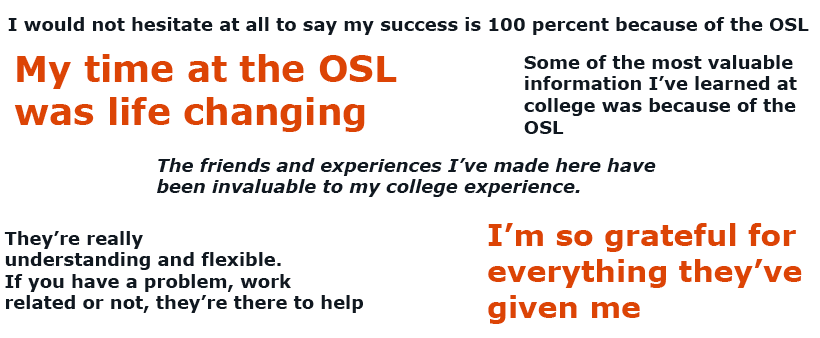 I would not hesitate at all to say my success is 100 percent because of the OSL
My time at the OSL
was life changing
Some of the most valuable
information I’ve learned at
college was because of the
OSL
The friends and experiences I’ve made here have
been invaluable to my college experience.
They’re really
understanding and flexible.
If you have a problem, work
related or not, they’re there to help
I’m so grateful for
everything they’ve
given me